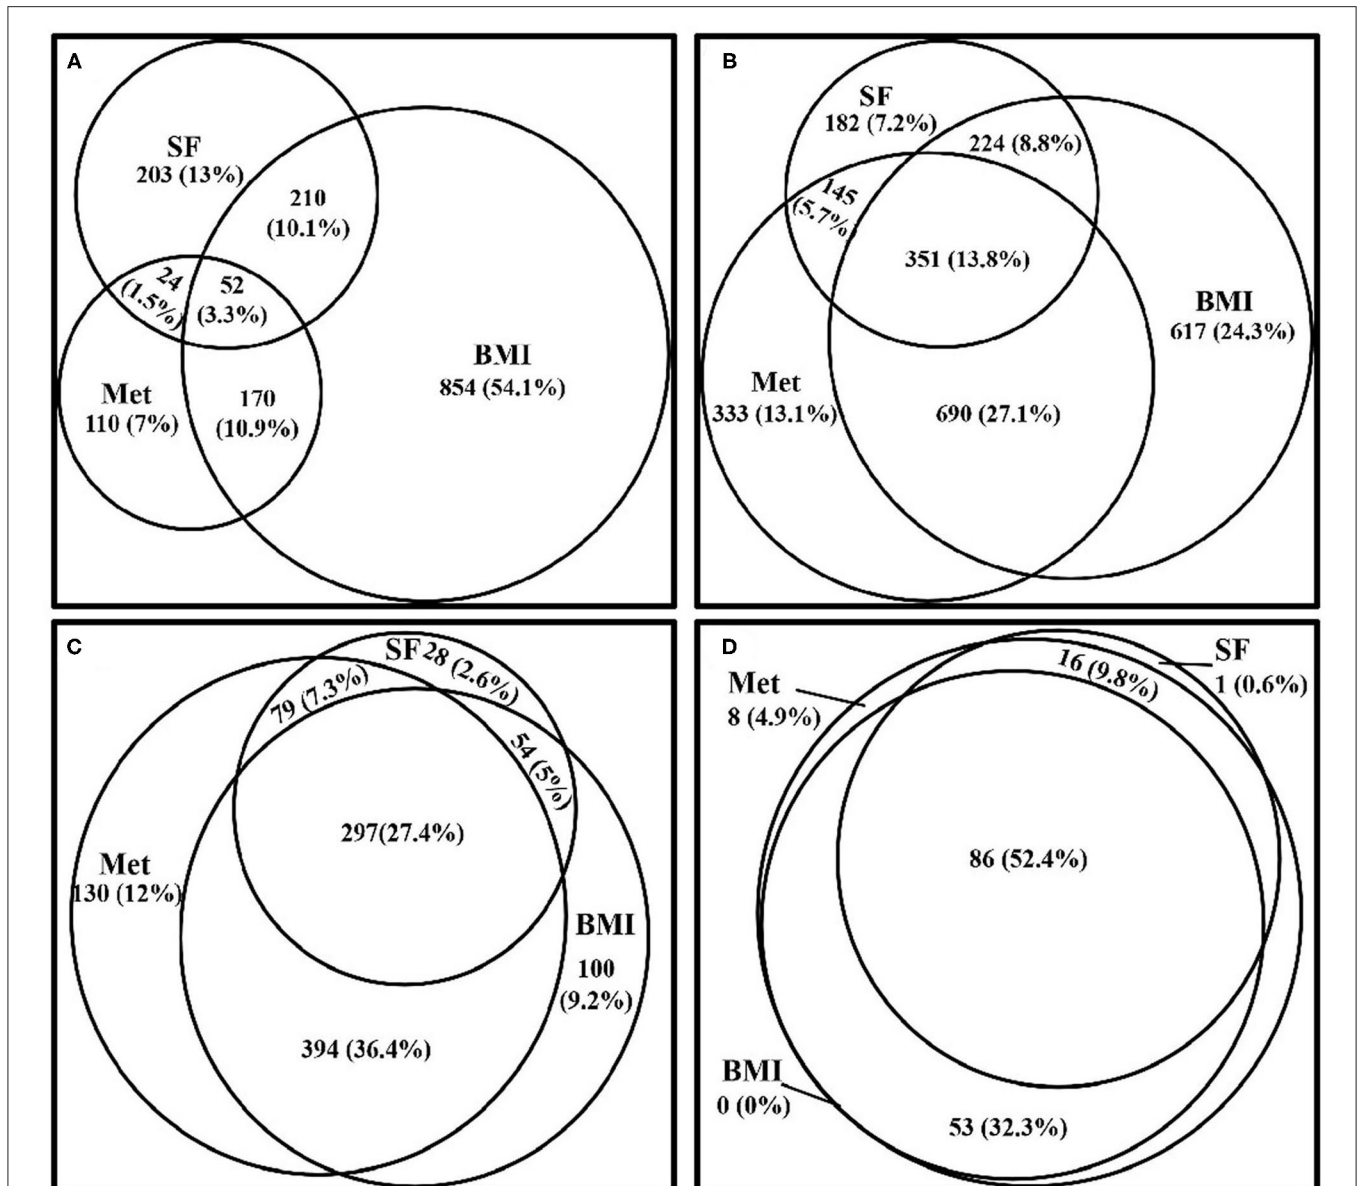 A
SF
203 (13%)
210
(10.1%)
24
(1.5%)
52
(3.3%)
BMI
854 (54.1%)
Met
110 (7%)
170
(10.9%)
B
SF
182 (7.2%)
224 (8.8%)
145
(5.7%)
351 (13.8%)
BMI
617 (24.3%)
Met
333 (13.1%)
690 (27.1%)
C
SF
28 (2.6%)
79 (7.3%)
54 (5%)
297(27.4%)
Met
130 (12%)
BMI
100
(9.2%)
394 (36.4%)
D
SF
1 (0.6%)
16 (9.8%)
Met
8 (4.9%)
86 (52.4%)
BMI
0 (0%)
53 (32.3%)